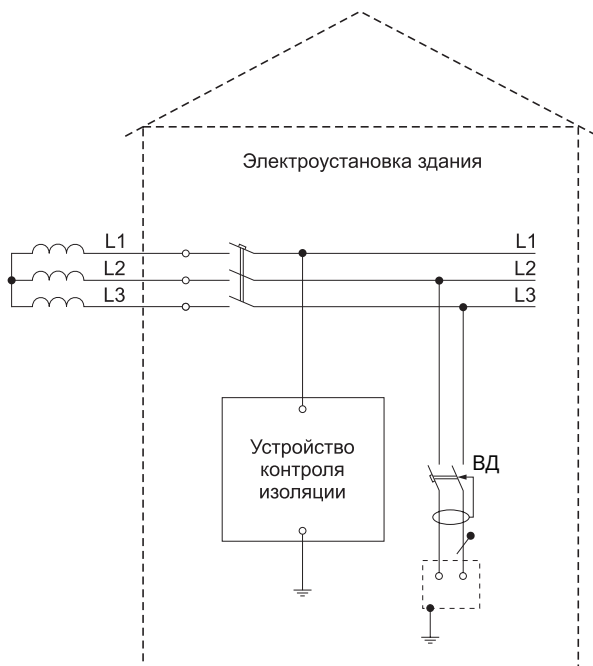 Электроустановка здания
L1 L1
L2 L2
L3 L3
Устройство
контроля
изоляции
ВД